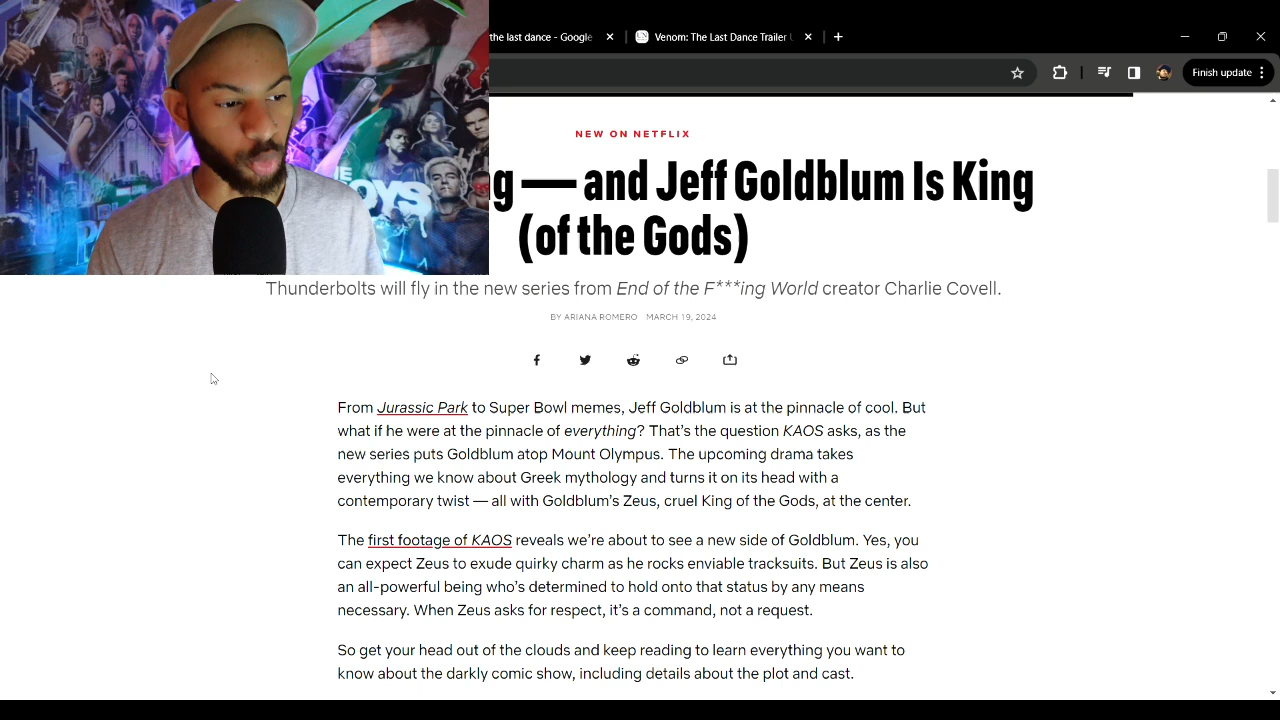 the last dance - Google
Venom: The Last Dance Trailer
Finish update
NEW ON NETFLIX
g — and Jeff Goldblum Is King
(of the Gods)
Thunderbolts will fly in the new series from End of the F***ing World creator Charlie Covell.
BY ARIANA ROMERO MARCH 19, 2024
From Jurassic Park to Super Bowl memes, Jeff Goldblum is at the pinnacle of cool. But
what if he were at the pinnacle of everything? That's the question KAOS asks, as the
new series puts Goldblum atop Mount Olympus. The upcoming drama takes
everything we know about Greek mythology and turns it on its head with a
contemporary twist — all with Goldblum's Zeus, cruel King of the Gods, at the center.
The first footage of KAOS reveals we're about to see a new side of Goldblum. Yes, you
can expect Zeus to exude quirky charm as he rocks enviable tracksuits. But Zeus is also
an all-powerful being who's determined to hold onto that status by any means
necessary. When Zeus asks for respect, it's a command, not a request.
So get your head out of the clouds and keep reading to learn everything you want to
know about the darkly comic show, including details about the plot and cast.